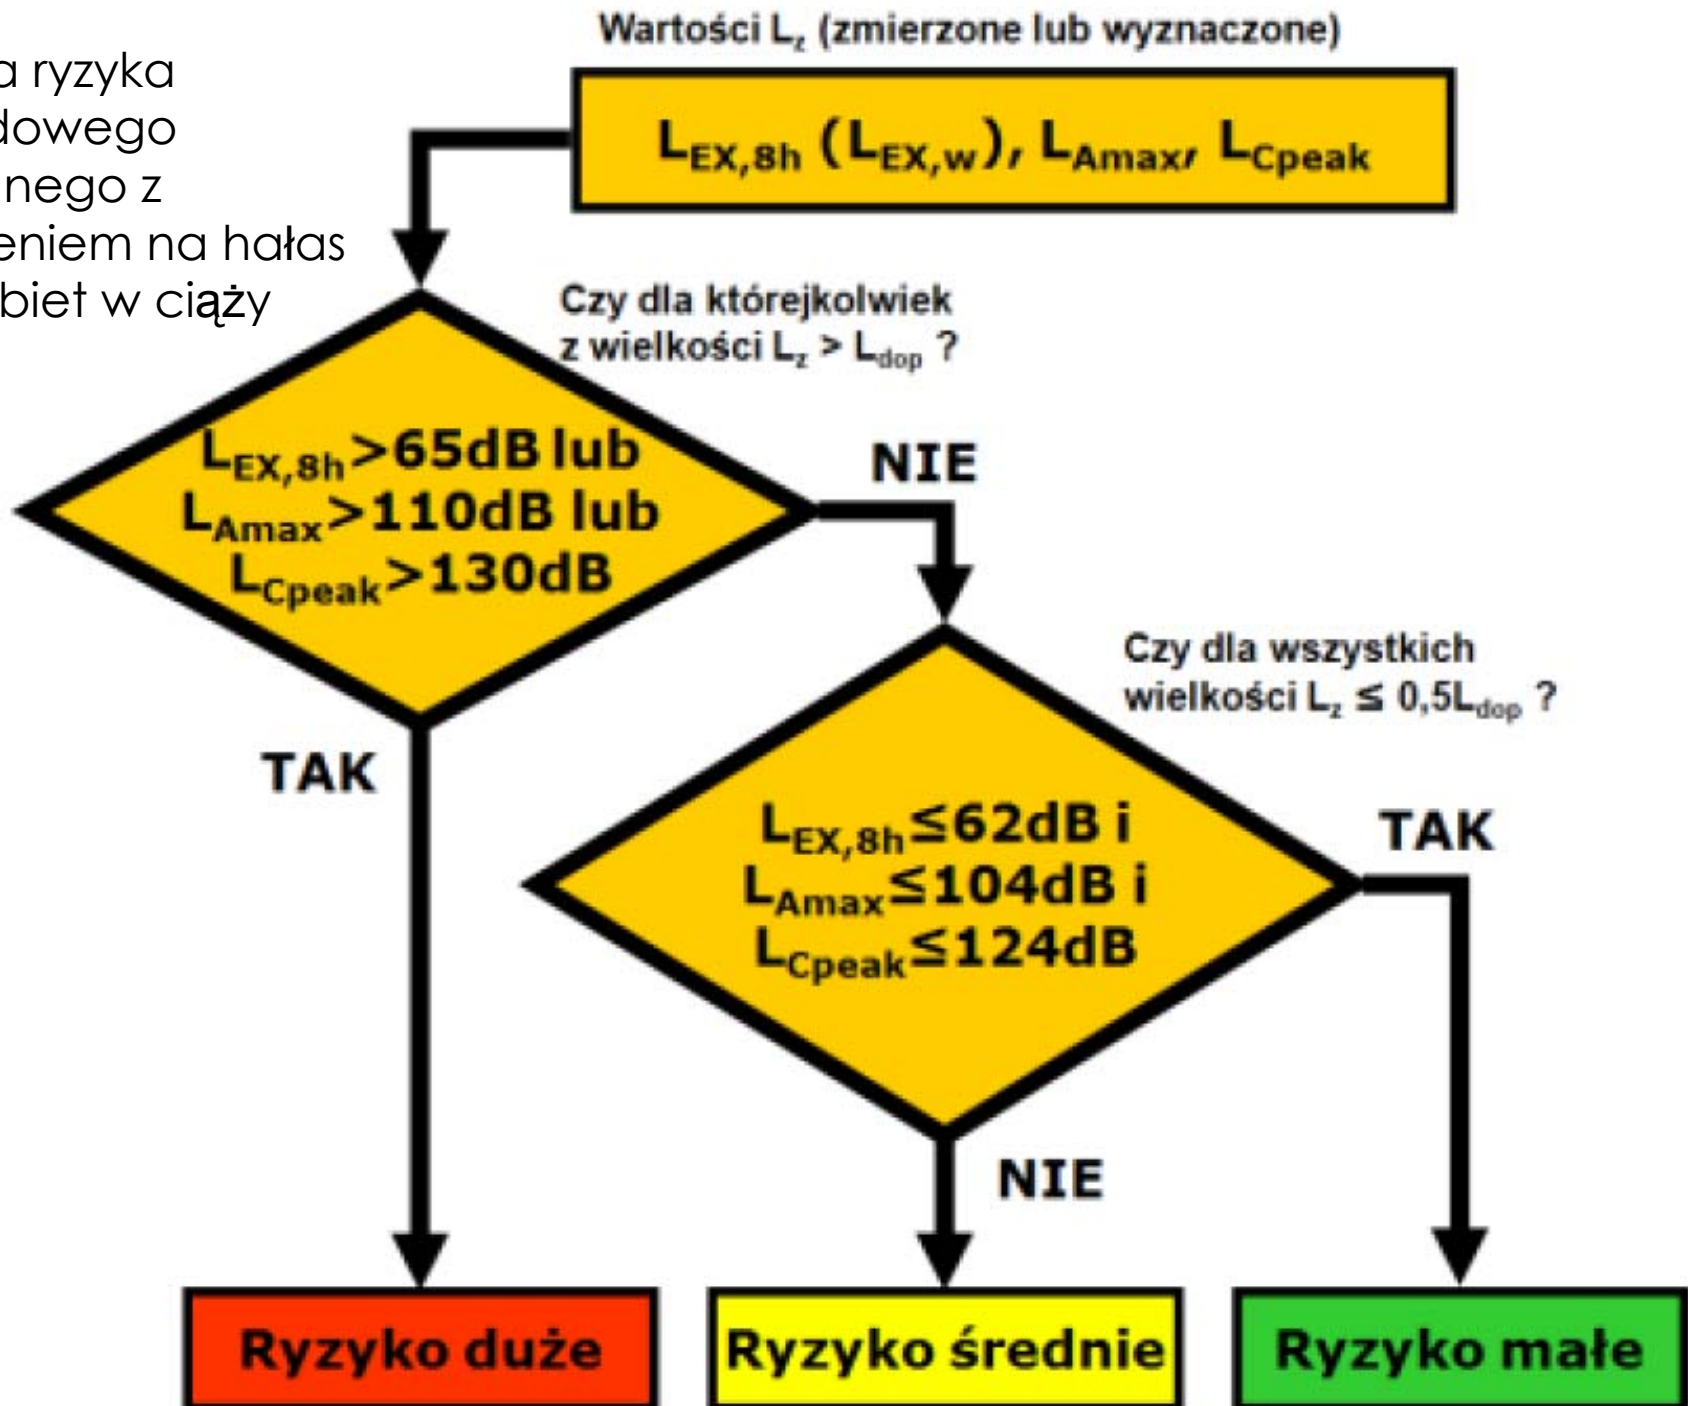 a ryzyka
dowego
nego z
eniem na hałas
biet w ciąży
Wartości Lz (zmierzone lub wyznaczone)
LEX,8h (LEX,w), LAmax, LCpeak
Czy dla którejkolwiek
z wielkości Lz > Ldop ?
LEX,8h>65dB lub
LAmax>110dB lub
LCpeak>130dB
NIE
TAK
Czy dla wszystkich
wielkości Lz ≤ 0,5Ldop ?
LEX,8h≤62dB i
LAmax≤104dB i
LCpeak≤124dB
TAK
NIE
Ryzyko duże
Ryzyko średnie
Ryzyko małe